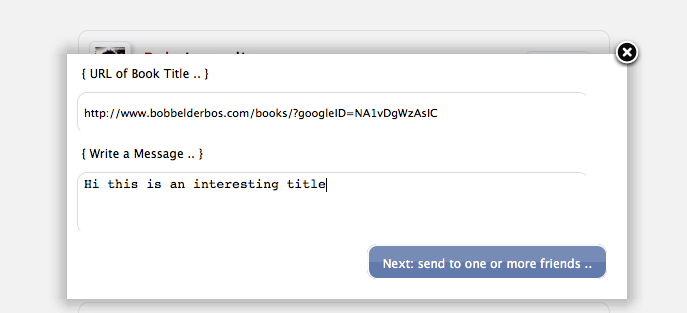 { URL of Book Title .. }
http://www.bobbelderbos.com/books/?googleID=NA1vDgWzAsIC
{ Write a Message .. }
Hi this is an interesting title
Next: send to one or more friends ..